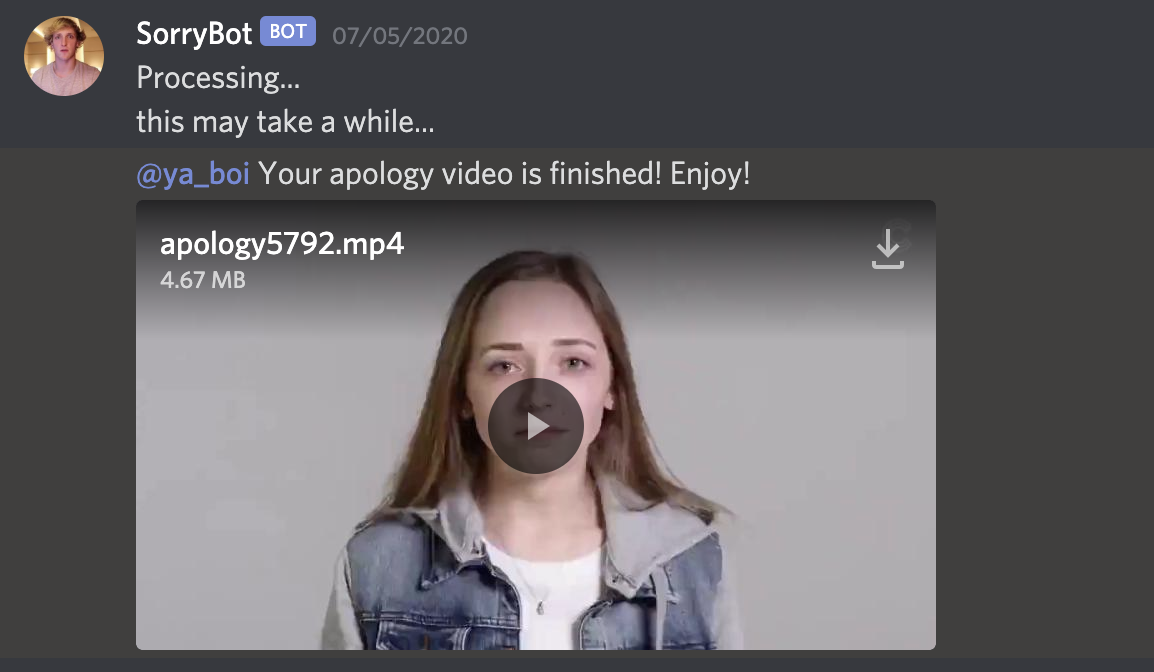 SorryBot BOT 07/05/2020
Processing...
this may take a while...
@ya_boi Your apology video is finished! Enjoy!
apology5792.mp4
4.67 MB